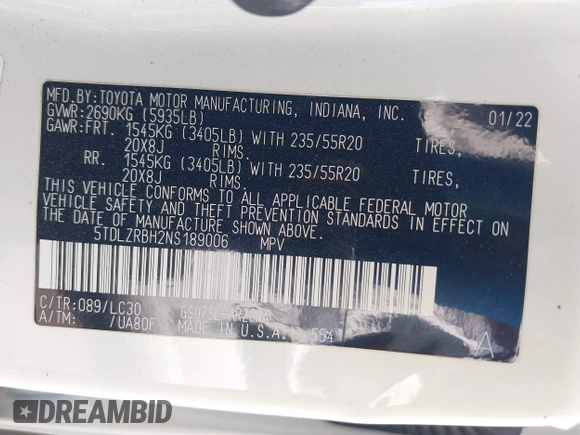 MFD.BY:TOYOTA MOTOR MANUFACTURING, INDIANA, INC.
GVWR:2690KG (5935LB) 01/22
GAWR:FRT. 1545KG (3405LB) WITH 235/55R20 TIRES,
20X8J RIMS.
RR. 1545KG (3405LB) WITH 235/55R20 TIRES,
20X8J RIMS.
THIS VEHICLE CONFORMS TO ALL APPLICABLE FEDERAL MOTOR
VEHICLE SAFETY AND THEFT PREVENTION STANDARDS IN EFFECT
ON THE DATE OF MANUFACTURE SHOWN ABOVE.
5TDLZRBH2NS189006 MPV
C/TR:089/LC30
A/TM: /UA80F MADE IN U.S.A. A
DREAMBID